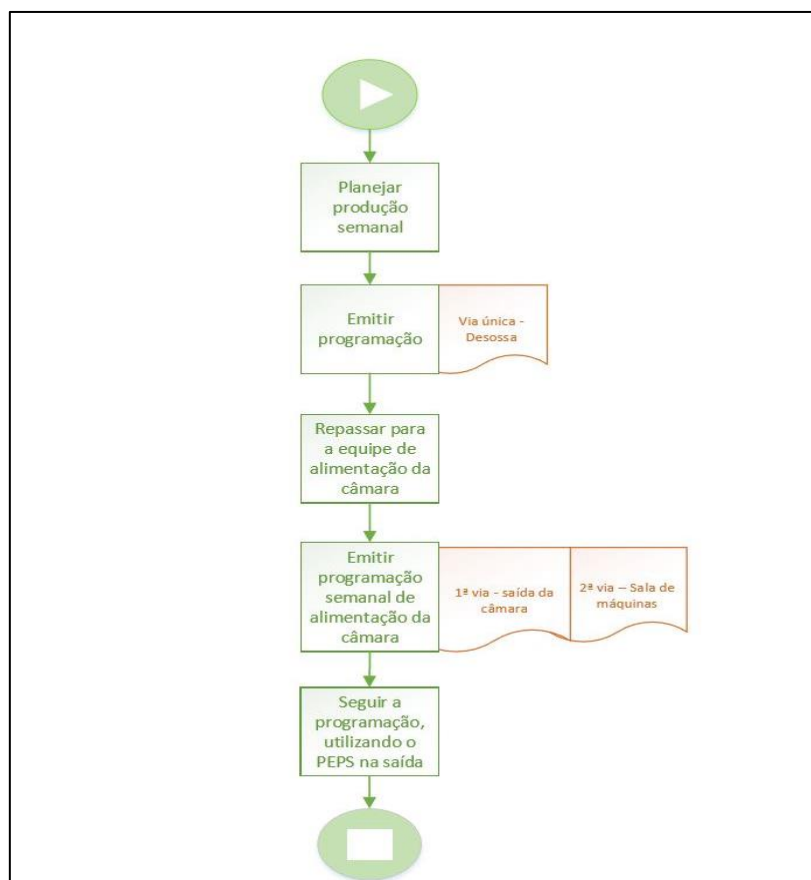 Planejar
produção
semanal
Emitir
programação
Via única -
Desossa
Repassar para
a equipe de
alimentação da
câmara
Emitir
programação
semanal de
alimentação da
câmara
1ª via - saída da
câmara
2ª via – Sala de
máquinas
Seguir a
programação,
utilizando o
PEPS na saída